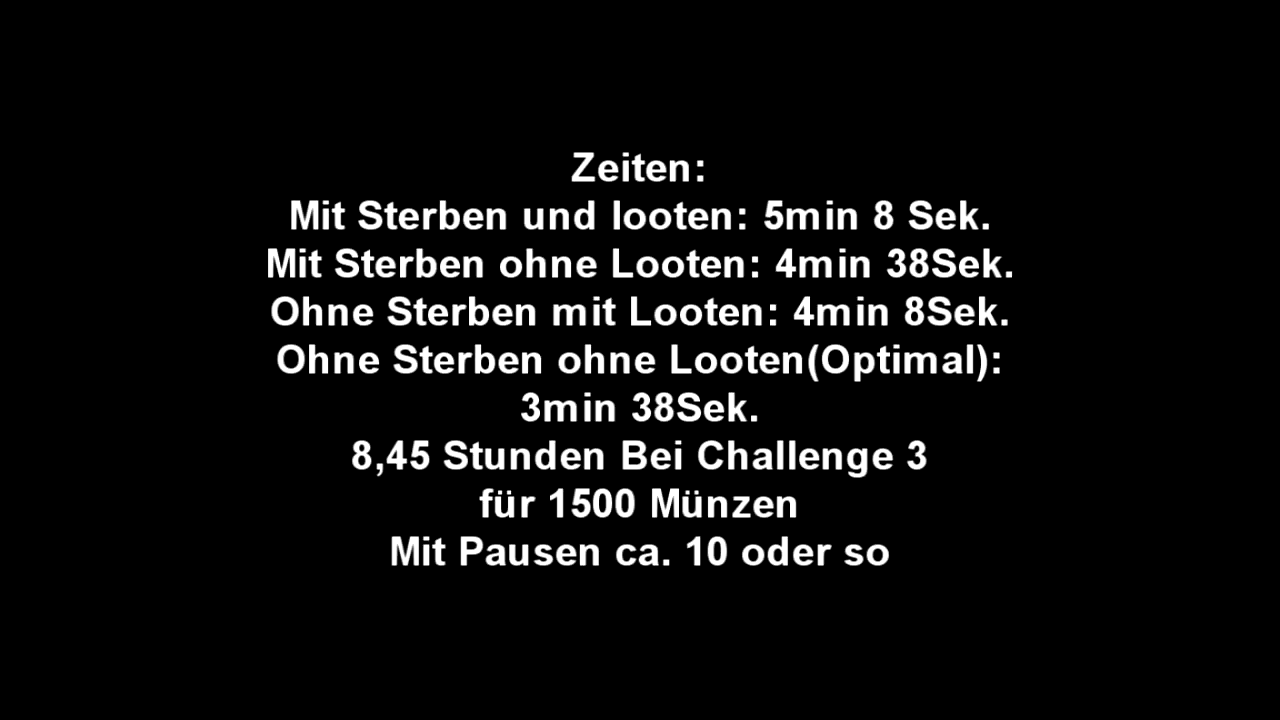 Zeiten:
Mit Sterben und looten: 5min 8 Sek.
Mit Sterben ohne Looten: 4min 38Sek.
Ohne Sterben mit Looten: 4min 8Sek.
Ohne Sterben ohne Looten(Optimal):
3min 38Sek.
8,45 Stunden Bei Challenge 3
für 1500 Münzen
Mit Pausen ca. 10 oder so